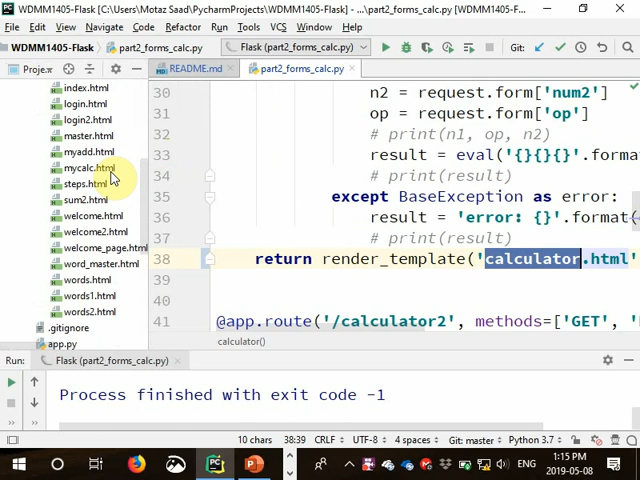 WDMM1405-Flask [C:\Users\Motaz Saad\PycharmProjects\WDMM1405-Flask] - ...\part2_forms_calc.py
File Edit View Navigate Code Refactor Run Tools VCS Window Help
WDMM1405-Flask part2_forms_calc.py Flask (part2_forms_calc.py) Git:
Proje..
README.md part2_forms_calc.py
index.html
login.html
login2.html
master.html
myadd.html
mycalc.html
steps.html
sum2.html
welcome.html
welcome2.html
welcome_page.html
word_master.html
words.html
words1.html
words2.html
.gitignore
app.py
30 n2 = request.form['num2']
31 op = request.form['op']
32 # print(n1, op, n2)
33 result = eval('{}{}{}'.forma
34 # print(result)
35 except BaseException as error:
36 result = 'error: {}'.format(
37 # print(result)
38 return render_template('calculator.html'
39
40
41 @app.route('/calculator2', methods=['GET', '
calculator()
Run: Flask (part2_forms_calc.py)
Process finished with exit code -1
10 chars 38:39 CRLF UTF-8 4 spaces Git: master Python 3.7
ENG
1:15 PM
2019-05-08